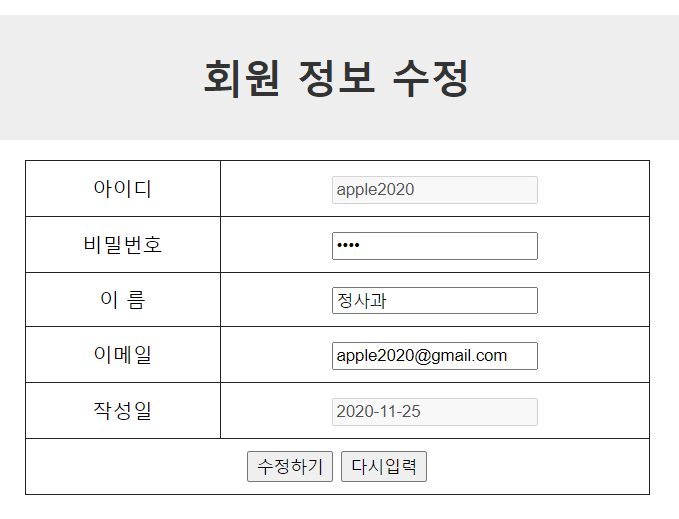 회원 정보 수정
아이디 apple2020
비밀번호 ••••
이 름 정사과
이메일 apple2020@gmail.com
작성일 2020-11-25
수정하기 다시입력